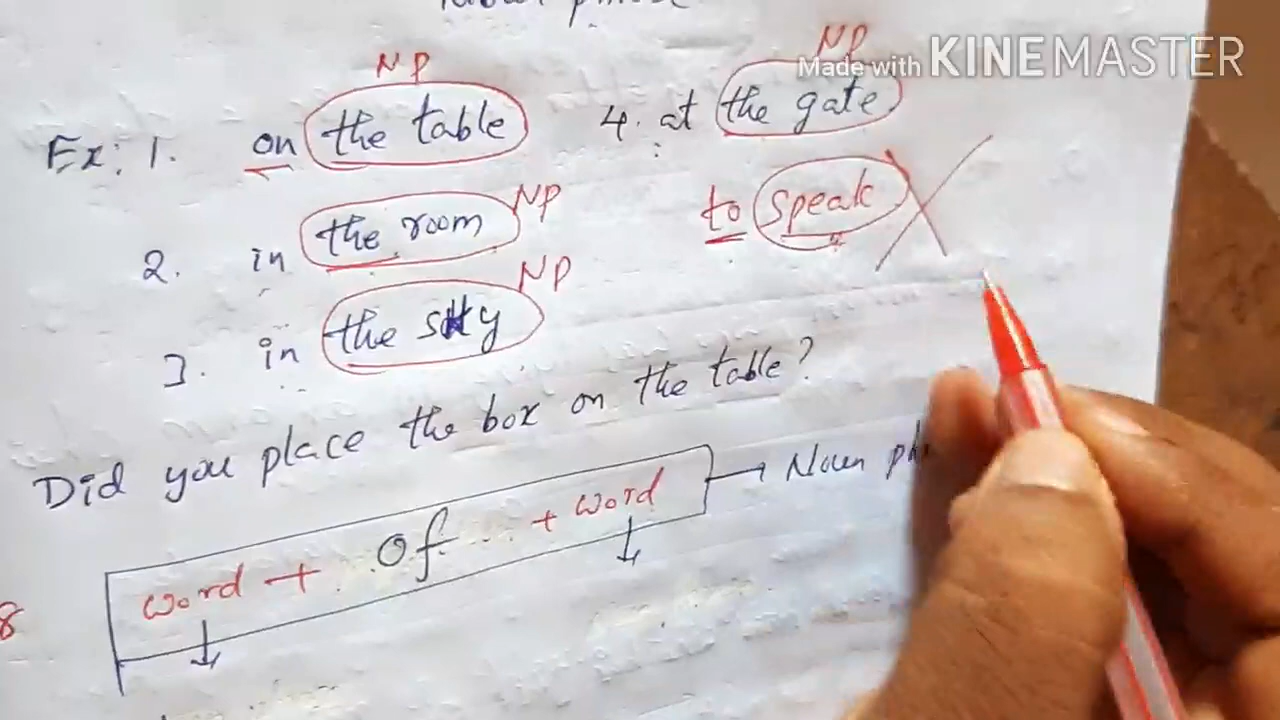 NP NP
Made with KINEMASTER
Ex: 1. on the table 4. at the gate
to speak
2. in the room NP
3. in the sky NP
Did you place the box on the table?
word + of + word → Noun
8